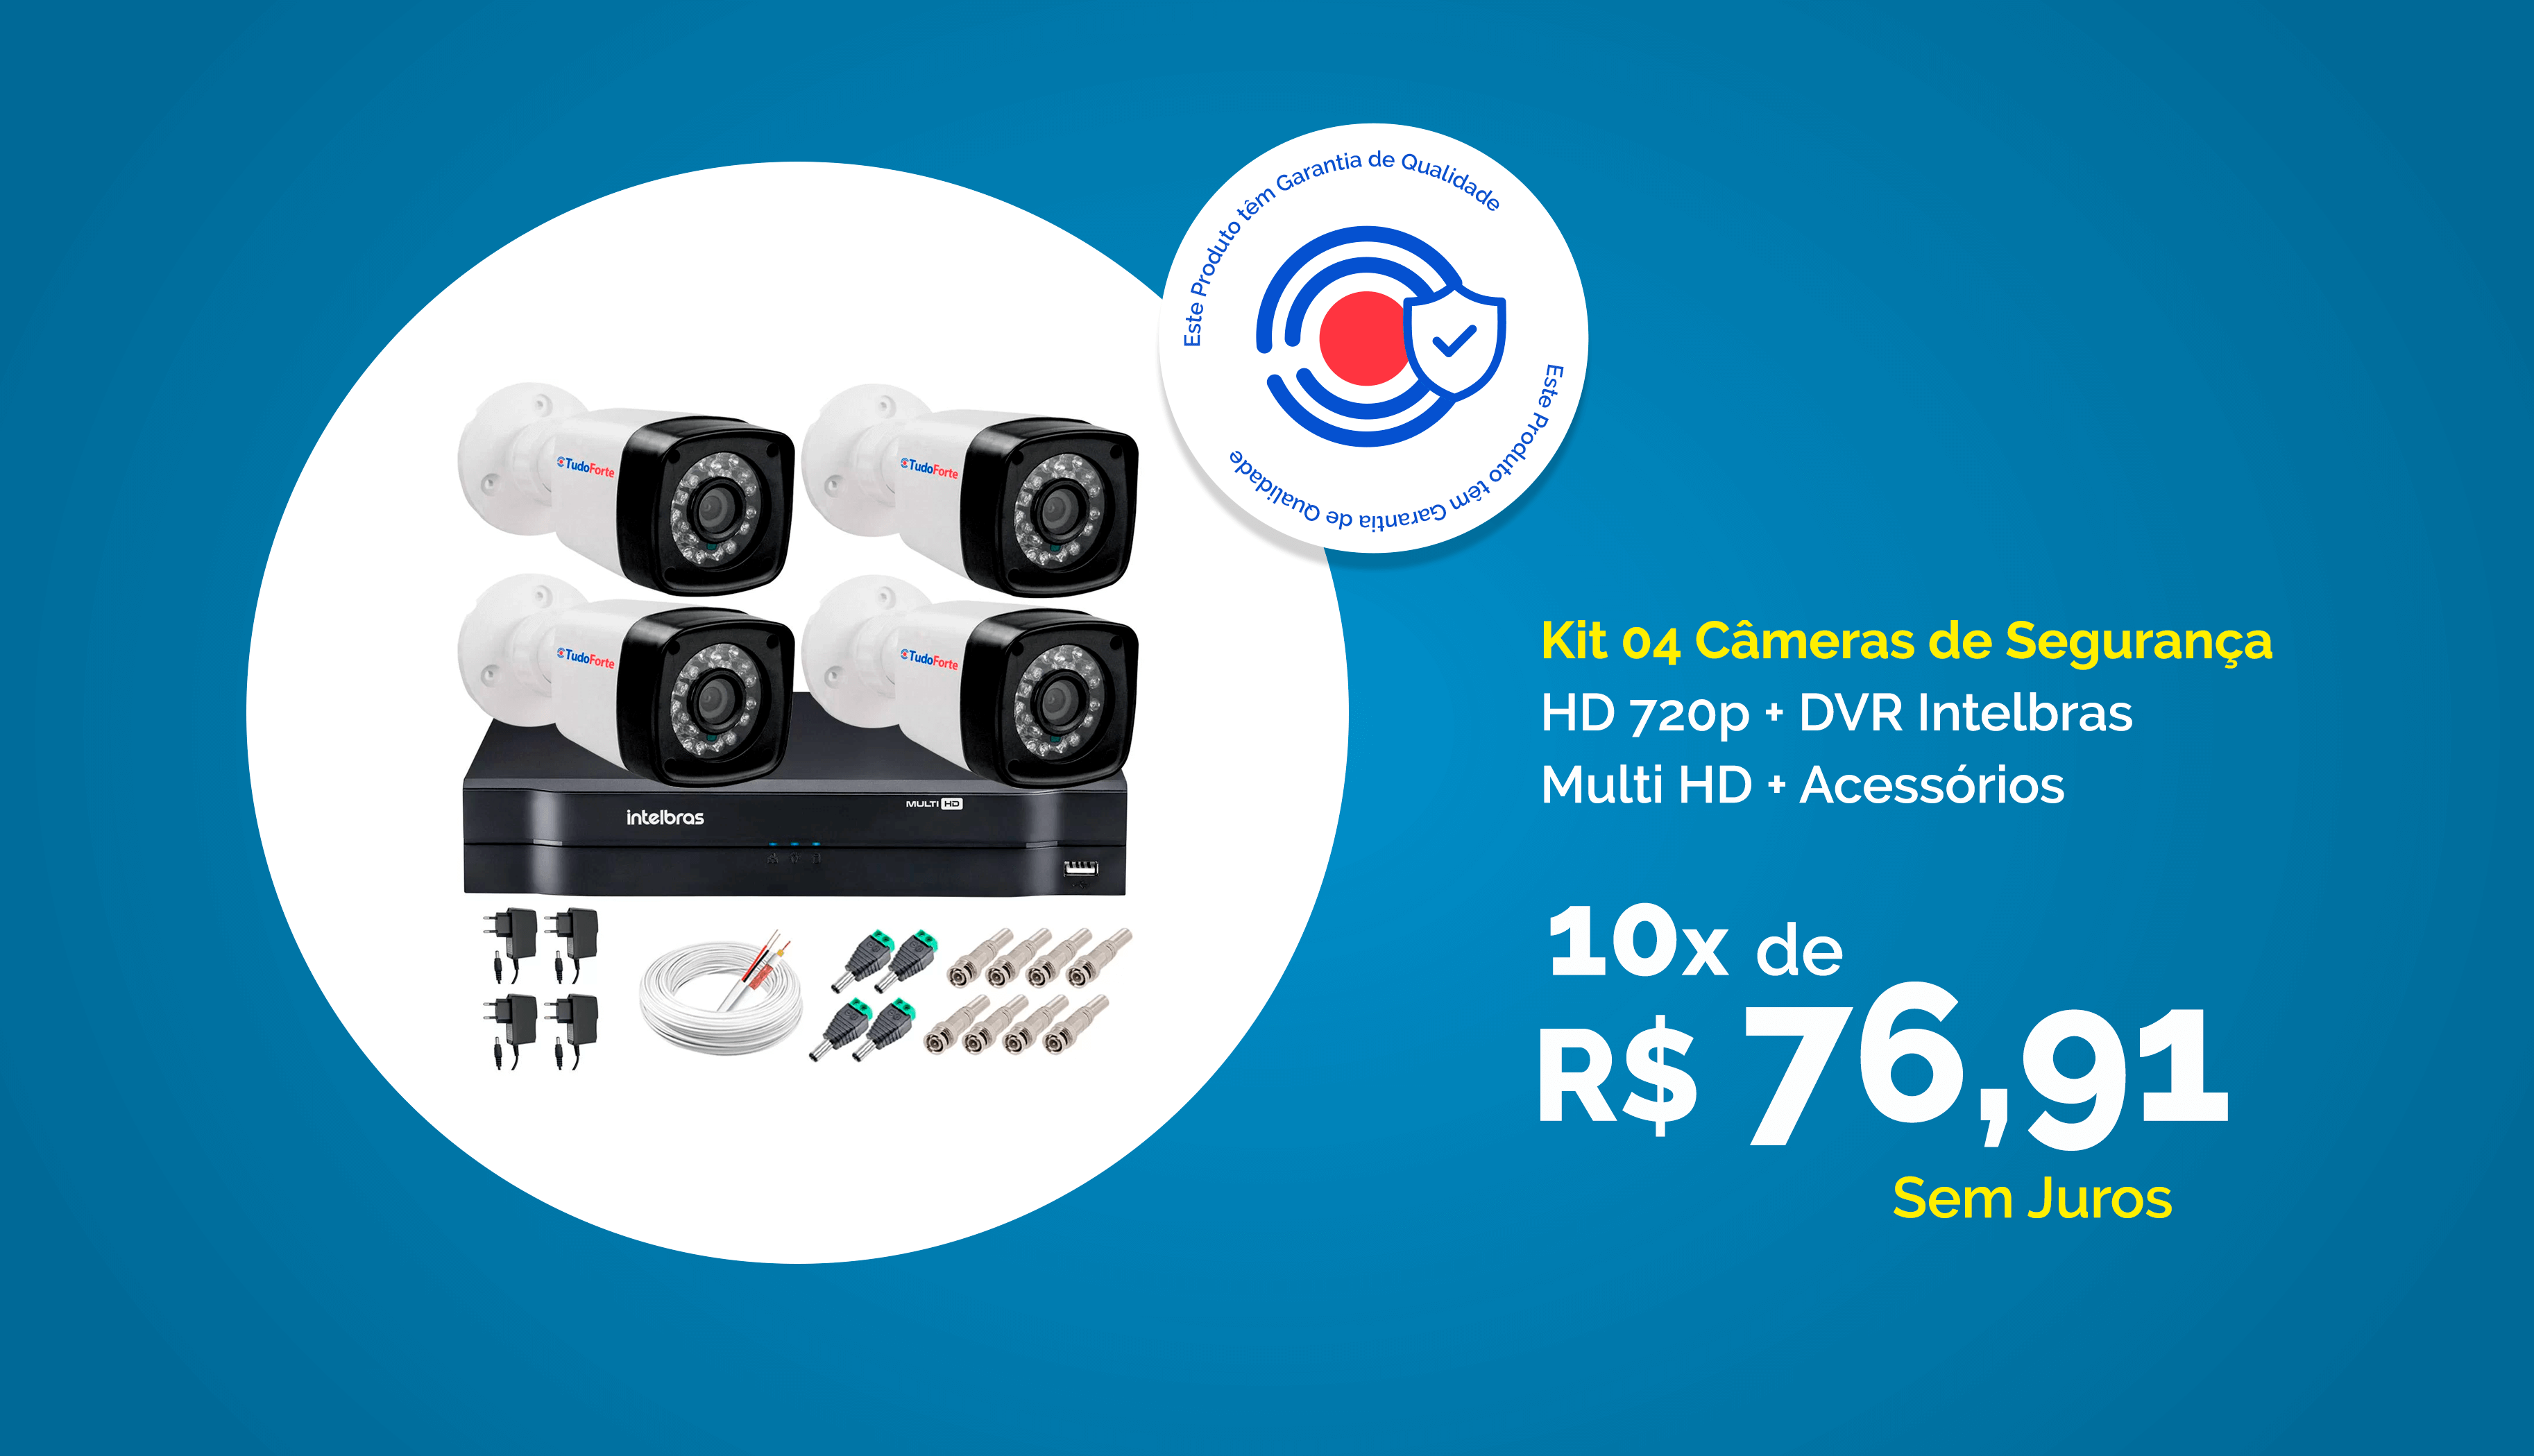 Este Produto têm Garantia de Qualidade
Este Produto têm Garantia de Qualidade
TudoForte
TudoForte
TudoForte
TudoForte
intelbras
MULTI HD
Kit 04 Câmeras de Segurança
HD 720p + DVR Intelbras
Multi HD + Acessórios
10x de
R$ 76,91
Sem Juros